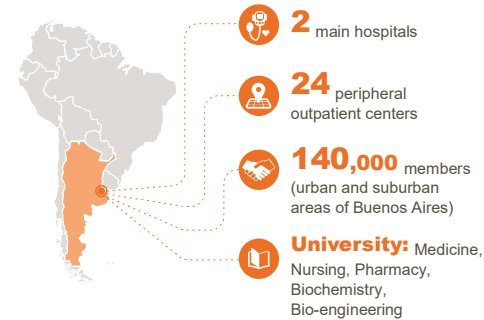 2 main hospitals
24 peripheral
outpatient centers
140,000 members
(urban and suburban
areas of Buenos Aires)
University: Medicine,
Nursing, Pharmacy,
Biochemistry,
Bio-engineering